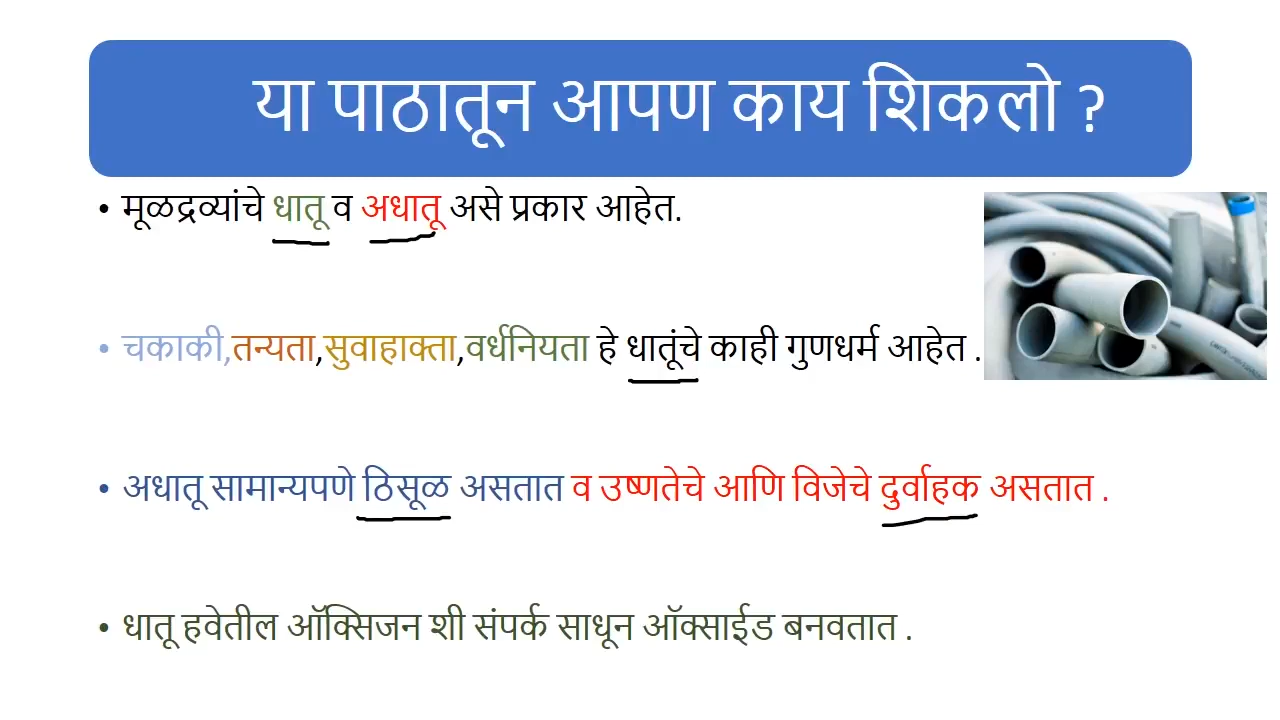 या पाठातून आपण काय शिकलो ?
• मूळद्रव्यांचे धातू व अधातू असे प्रकार आहेत.
• चकाकी,तन्यता,सुवाहाक्ता,वर्धनियता हे धातूंचे काही गुणधर्म आहेत .
• अधातू सामान्यपणे ठिसूळ असतात व उष्णतेचे आणि विजेचे दुर्वाहक असतात .
• धातू हवेतील ऑक्सिजन शी संपर्क साधून ऑक्साईड बनवतात .